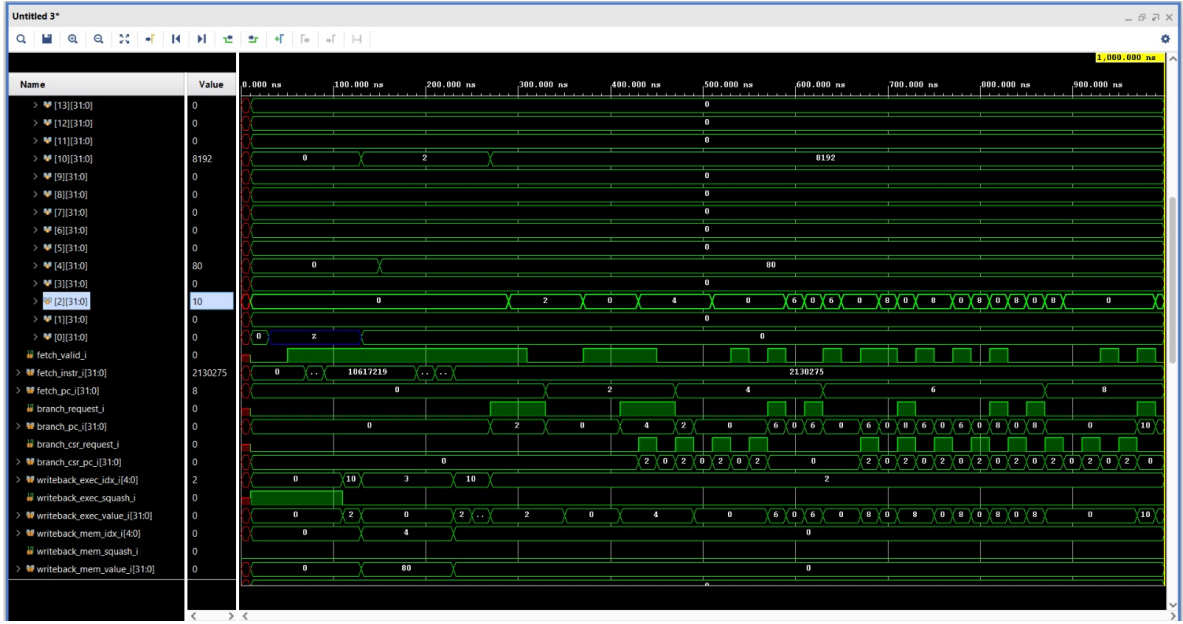 Untitled 3*
1,000.000 ns
Name Value 0.000 ns 100.000 ns 200.000 ns 300.000 ns 400.000 ns 500.000 ns 600.000 ns 700.000 ns 800.000 ns 900.000 ns
[13][31:0] 0 0
[12][31:0] 0 0
[11][31:0] 0 0
[10][31:0] 8192 0 2 8192
[9][31:0] 0 0
[8][31:0] 0 0
[7][31:0] 0 0
[6][31:0] 0 0
[5][31:0] 0 0
[4][31:0] 80 0 80
[3][31:0] 0 0
[2][31:0] 10 0 2 0 4 0 6 0 6 0 8 0 8 0 8 0 8 0 8 0
[1][31:0] 0 0
[0][31:0] 0 0 z 0
fetch_valid_i 0
fetch_instr_i[31:0] 2130275 0 .. 10617219 .. .. 2130275
fetch_pc_i[31:0] 8 0 2 4 6 8
branch_request_i 0
branch_pc_i[31:0] 0 0 2 0 4 2 0 6 0 6 0 6 0 8 6 0 6 0 8 0 8 0 10
branch_csr_request_i 0
branch_csr_pc_i[31:0] 0 0 2 0 2 0 2 0 2 0 2 0 2 0 2 0 2 0 2 0 2 0 2 0 2 0
writeback_exec_idx_i[4:0] 2 0 10 3 10 2
writeback_exec_squash_i 0
writeback_exec_value_i[31:0] 0 0 2 0 2 .. 2 0 4 0 6 0 6 0 8 0 8 0 8 0 8 0 8 0 10
writeback_mem_idx_i[4:0] 0 0 4 0
writeback_mem_squash_i 0
writeback_mem_value_i[31:0] 0 0 80 0